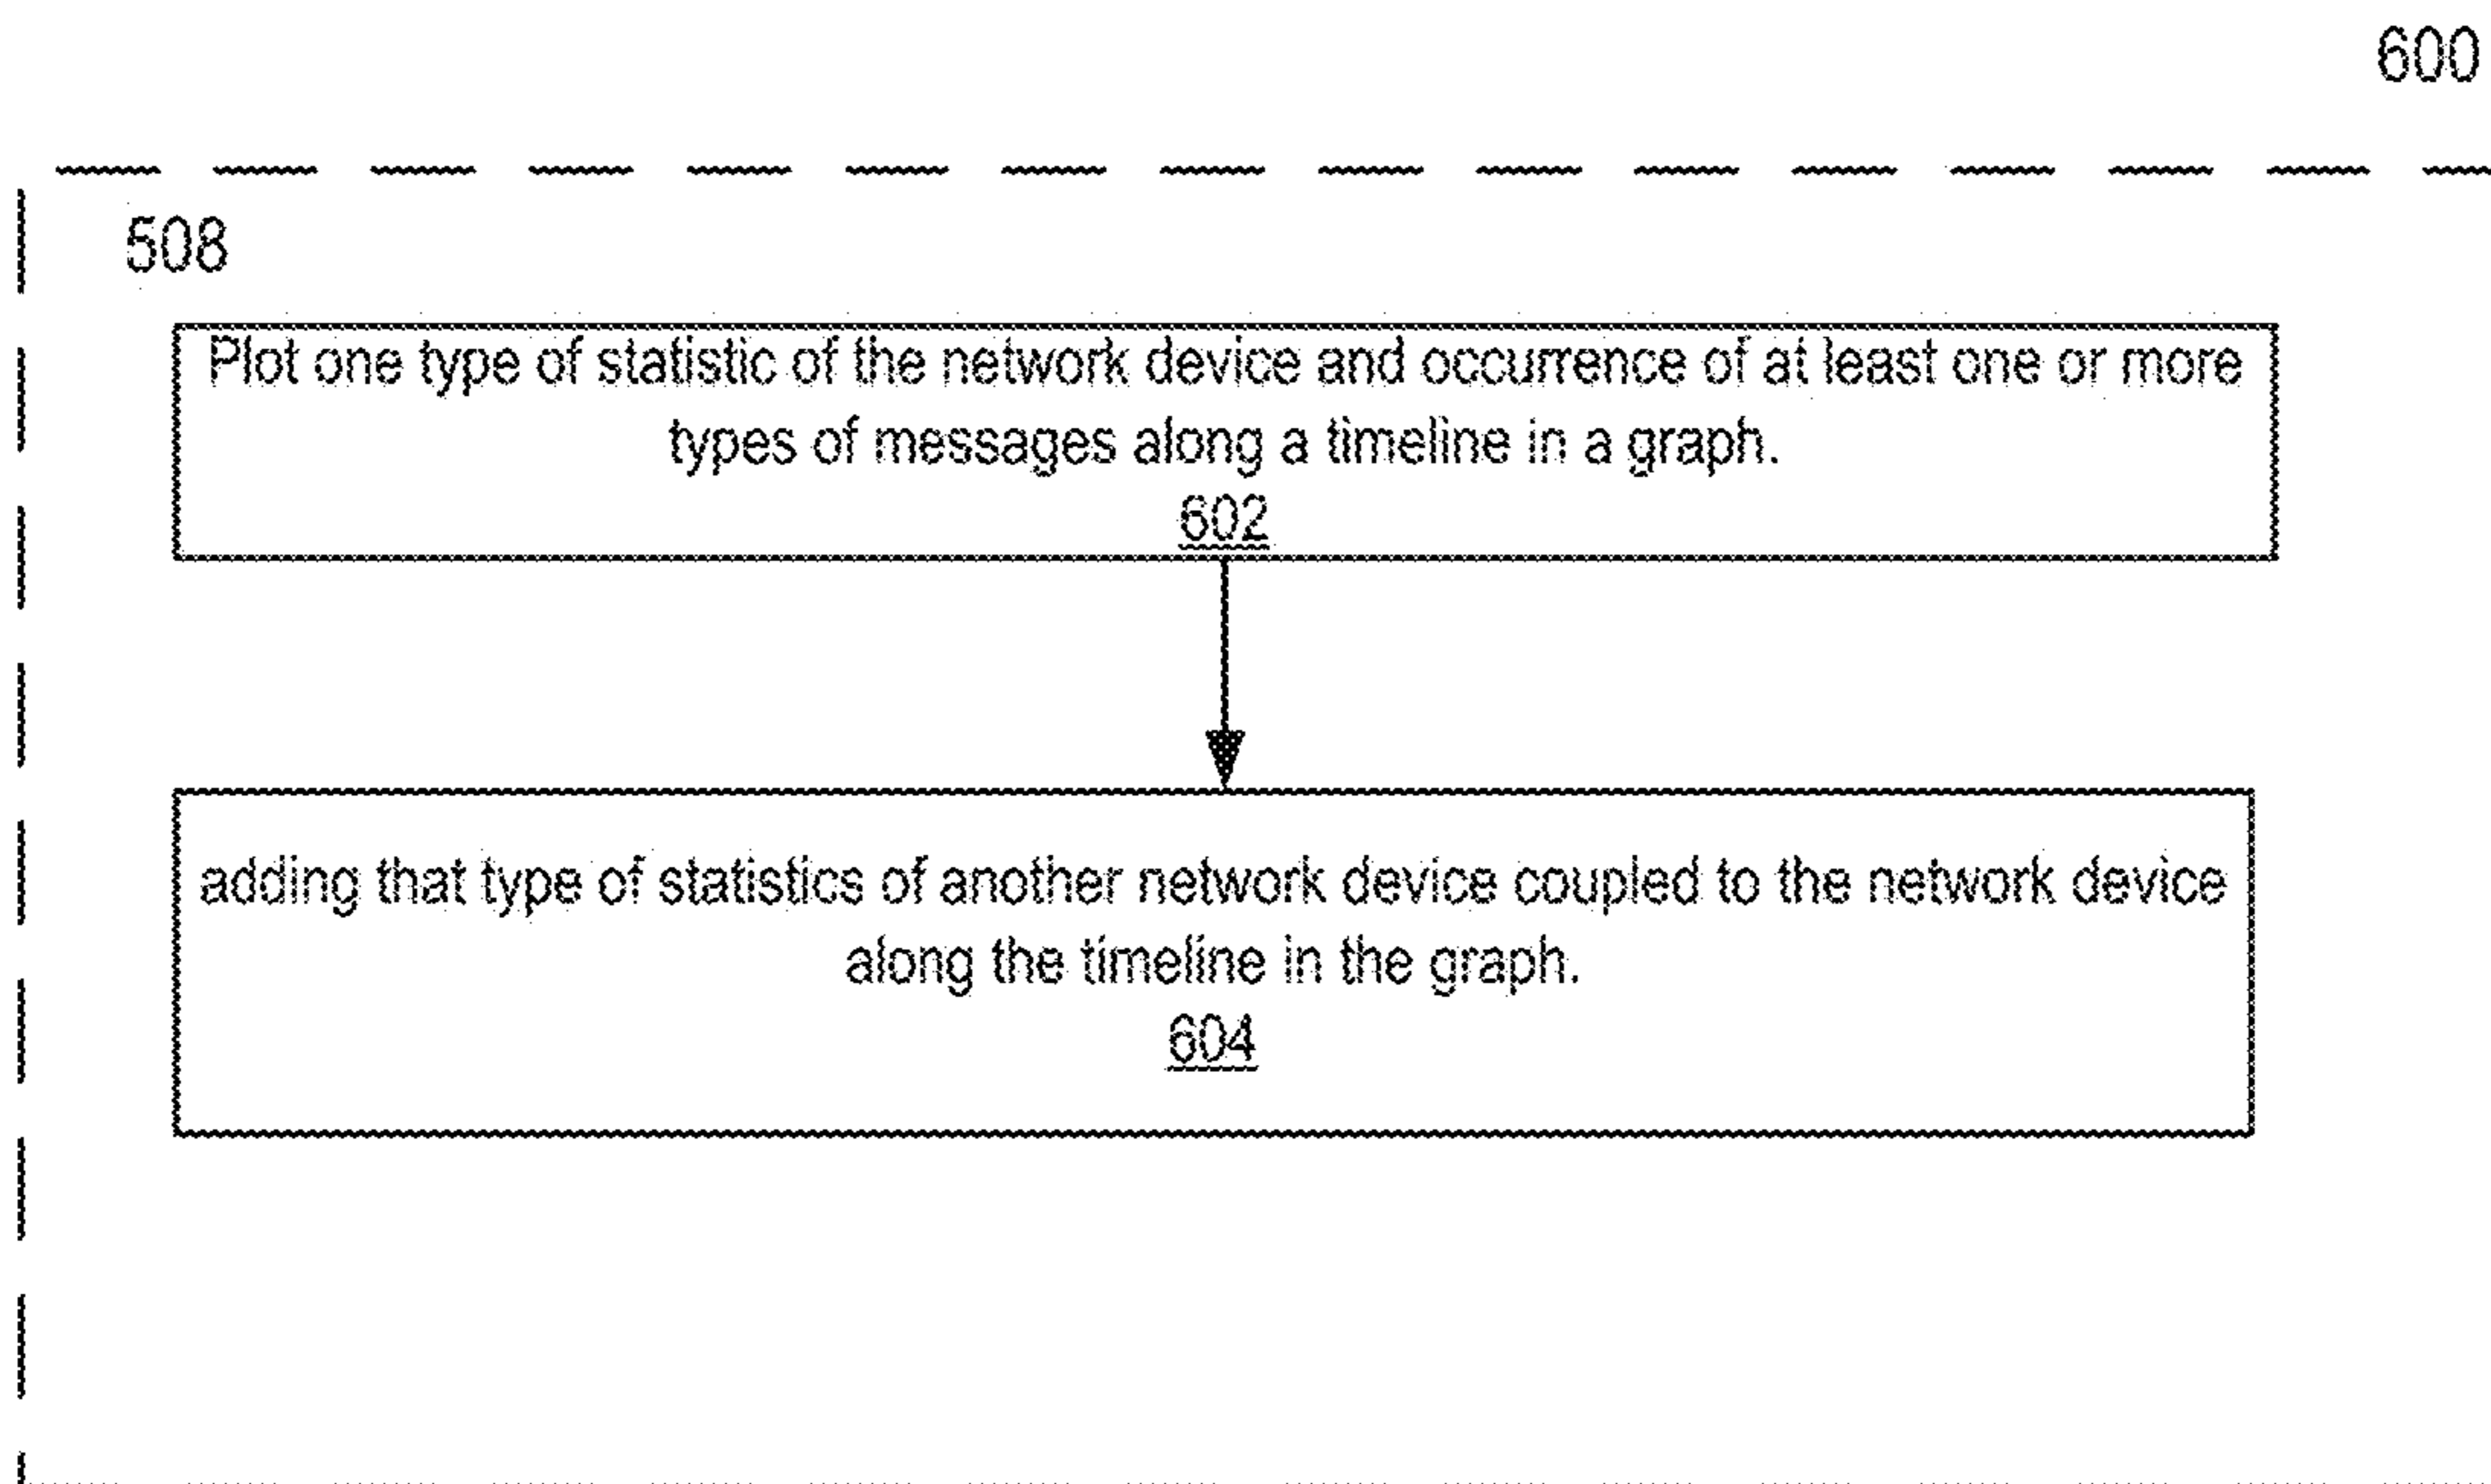 600
508
Plot one type of statistic of the network device and occurrence of at least one or more
types of messages along a timeline in a graph.
602
adding that type of statistics of another network device coupled to the network device
along the timeline in the graph.
604